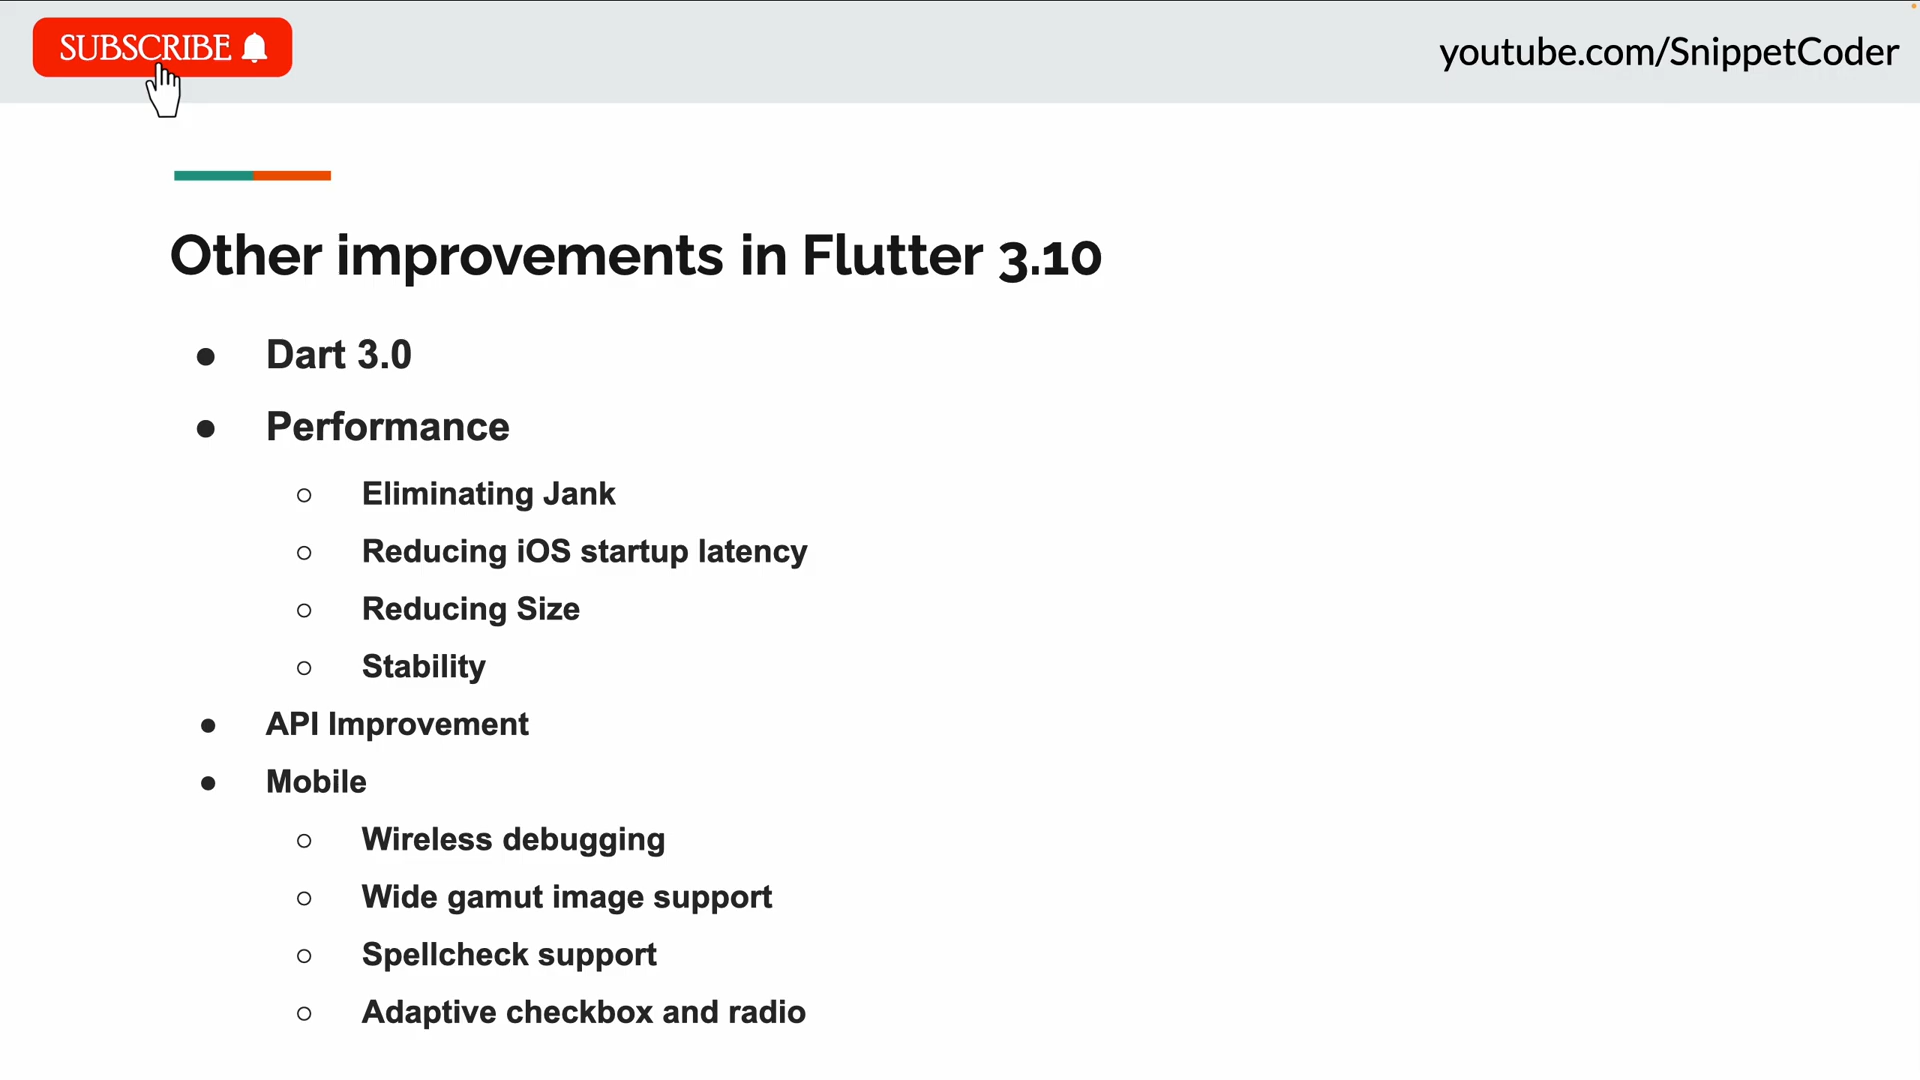 SUBSCRIBE
youtube.com/SnippetCoder
Other improvements in Flutter 3.10
● Dart 3.0
● Performance
○ Eliminating Jank
○ Reducing iOS startup latency
○ Reducing Size
○ Stability
● API Improvement
● Mobile
○ Wireless debugging
○ Wide gamut image support
○ Spellcheck support
○ Adaptive checkbox and radio